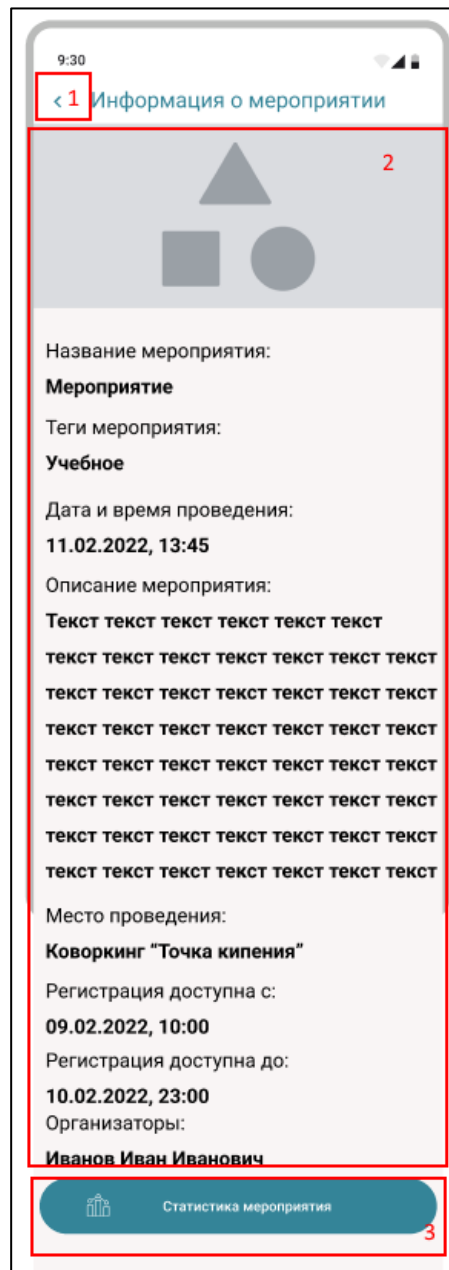 9:30
< 1 Информация о мероприятии
2
Название мероприятия:
Мероприятие
Теги мероприятия:
Учебное
Дата и время проведения:
11.02.2022, 13:45
Описание мероприятия:
Текст текст текст текст текст текст
текст текст текст текст текст текст текст
текст текст текст текст текст текст текст
текст текст текст текст текст текст текст
текст текст текст текст текст текст текст
текст текст текст текст текст текст текст
текст текст текст текст текст текст текст
текст текст текст текст текст текст текст
Место проведения:
Коворкинг “Точка кипения”
Регистрация доступна с:
09.02.2022, 10:00
Регистрация доступна до:
10.02.2022, 23:00
Организаторы:
Иванов Иван Иванович
Статистика мероприятия
3